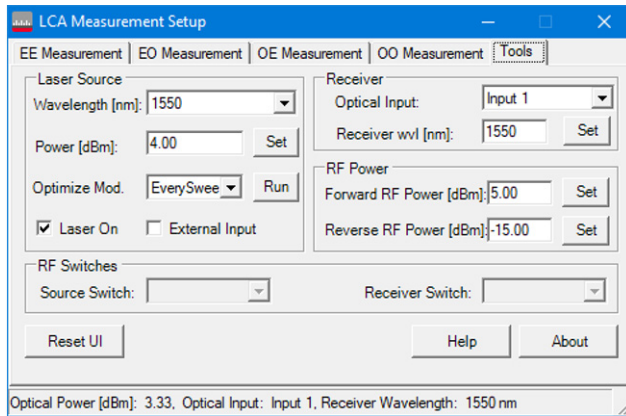 LCA Measurement Setup
EE Measurement EO Measurement OE Measurement OO Measurement Tools
Laser Source
Wavelength [nm]: 1550
Power [dBm]: 4.00 Set
Optimize Mod. EverySwee Run
Laser On External Input
Receiver
Optical Input: Input 1
Receiver wvl [nm]: 1550 Set
RF Power
Forward RF Power [dBm]: 5.00 Set
Reverse RF Power [dBm]: -15.00 Set
RF Switches
Source Switch: Receiver Switch:
Reset UI Help About
Optical Power [dBm]: 3.33, Optical Input: Input 1, Receiver Wavelength: 1550 nm